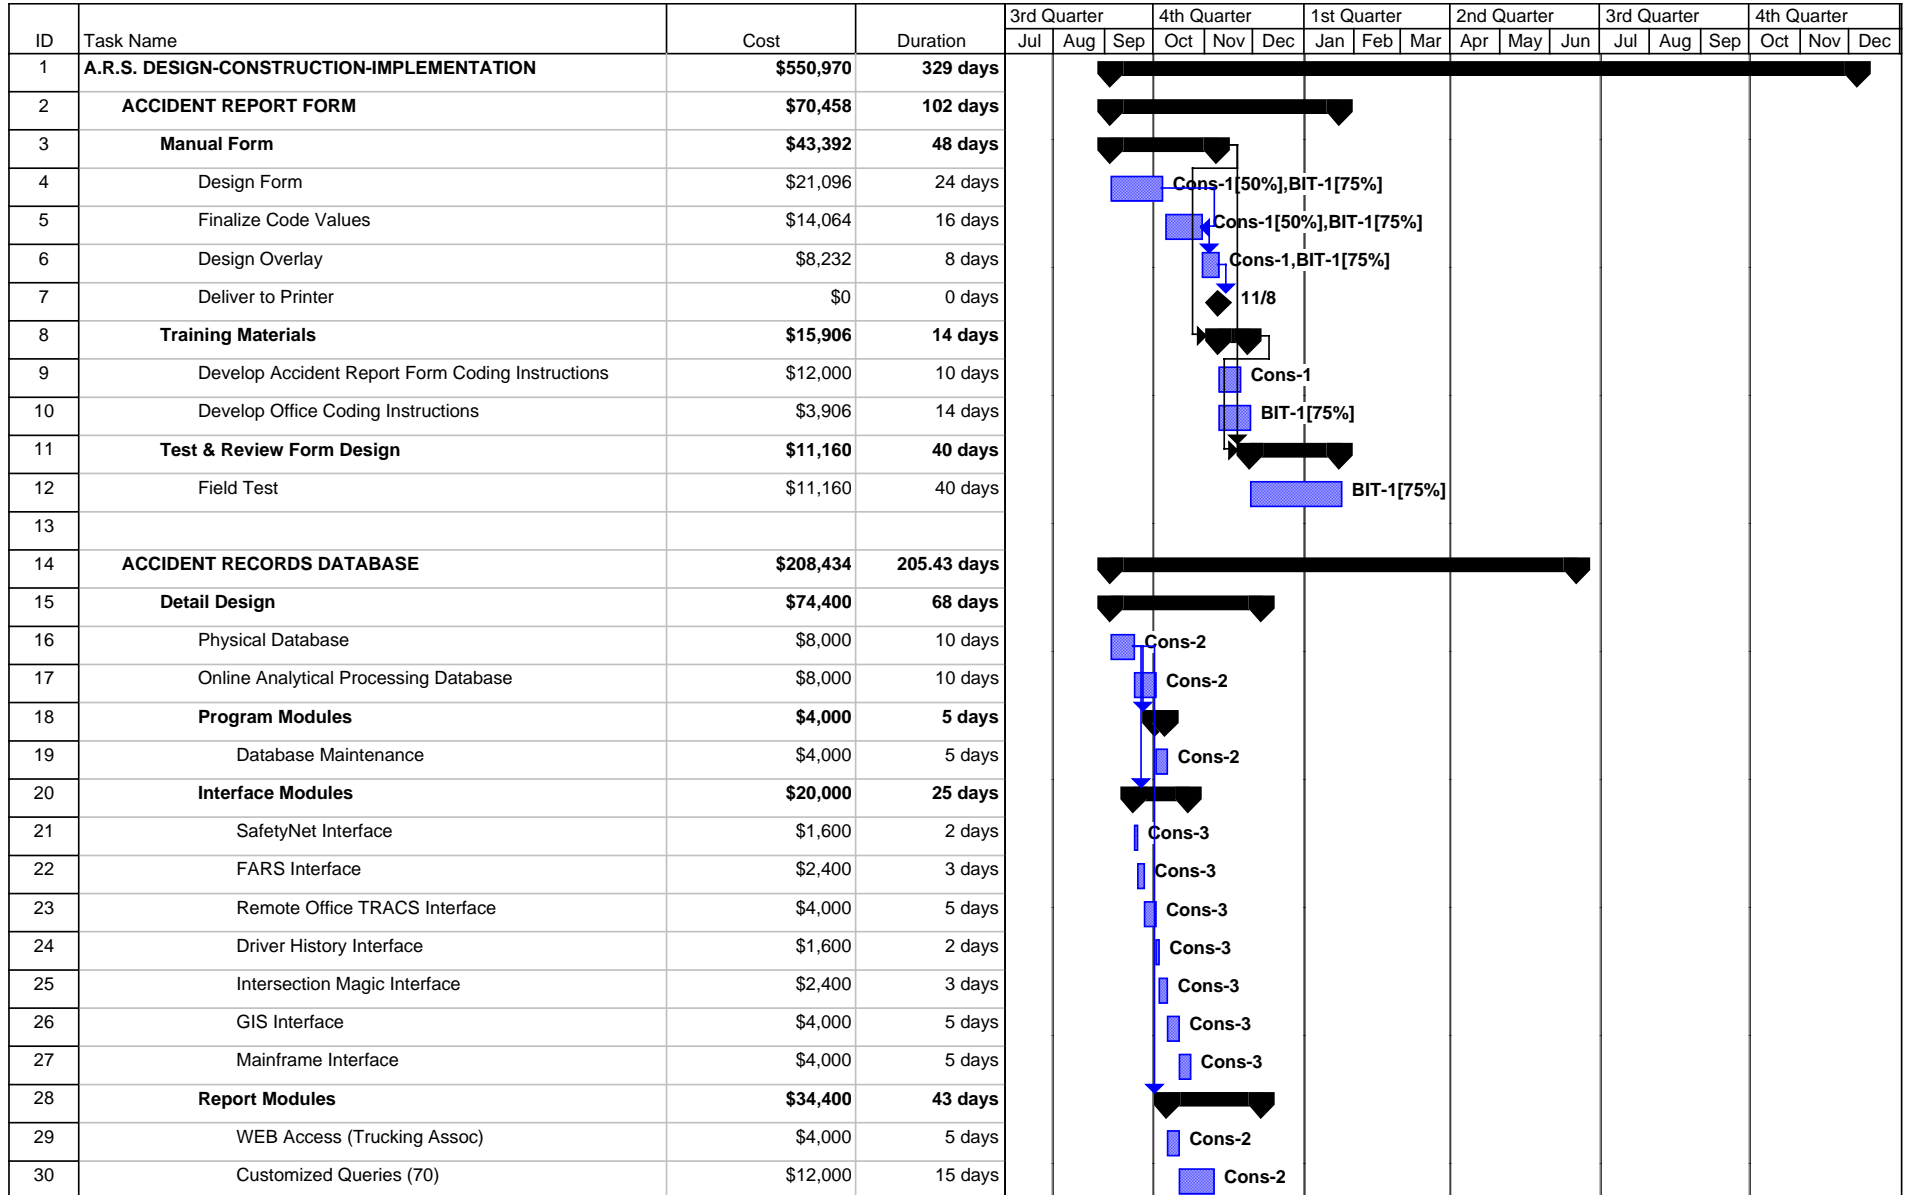 3rd Quarter 4th Quarter 1st Quarter 2nd Quarter 3rd Quarter 4th Quarter
ID Task Name Cost Duration Jul Aug Sep Oct Nov Dec Jan Feb Mar Apr May Jun Jul Aug Sep Oct Nov Dec
1 A.R.S. DESIGN-CONSTRUCTION-IMPLEMENTATION $550,970 329 days
2 ACCIDENT REPORT FORM $70,458 102 days
3 Manual Form $43,392 48 days
4 Design Form $21,096 24 days Cons-1[50%],BIT-1[75%]
5 Finalize Code Values $14,064 16 days Cons-1[50%],BIT-1[75%]
6 Design Overlay $8,232 8 days Cons-1,BIT-1[75%]
7 Deliver to Printer $0 0 days 11/8
8 Training Materials $15,906 14 days
9 Develop Accident Report Form Coding Instructions $12,000 10 days Cons-1
10 Develop Office Coding Instructions $3,906 14 days BIT-1[75%]
11 Test & Review Form Design $11,160 40 days
12 Field Test $11,160 40 days BIT-1[75%]
13
14 ACCIDENT RECORDS DATABASE $208,434 205.43 days
15 Detail Design $74,400 68 days
16 Physical Database $8,000 10 days Cons-2
17 Online Analytical Processing Database $8,000 10 days Cons-2
18 Program Modules $4,000 5 days
19 Database Maintenance $4,000 5 days Cons-2
20 Interface Modules $20,000 25 days
21 SafetyNet Interface $1,600 2 days Cons-3
22 FARS Interface $2,400 3 days Cons-3
23 Remote Office TRACS Interface $4,000 5 days Cons-3
24 Driver History Interface $1,600 2 days Cons-3
25 Intersection Magic Interface $2,400 3 days Cons-3
26 GIS Interface $4,000 5 days Cons-3
27 Mainframe Interface $4,000 5 days Cons-3
28 Report Modules $34,400 43 days
29 WEB Access (Trucking Assoc) $4,000 5 days Cons-2
30 Customized Queries (70) $12,000 15 days Cons-2